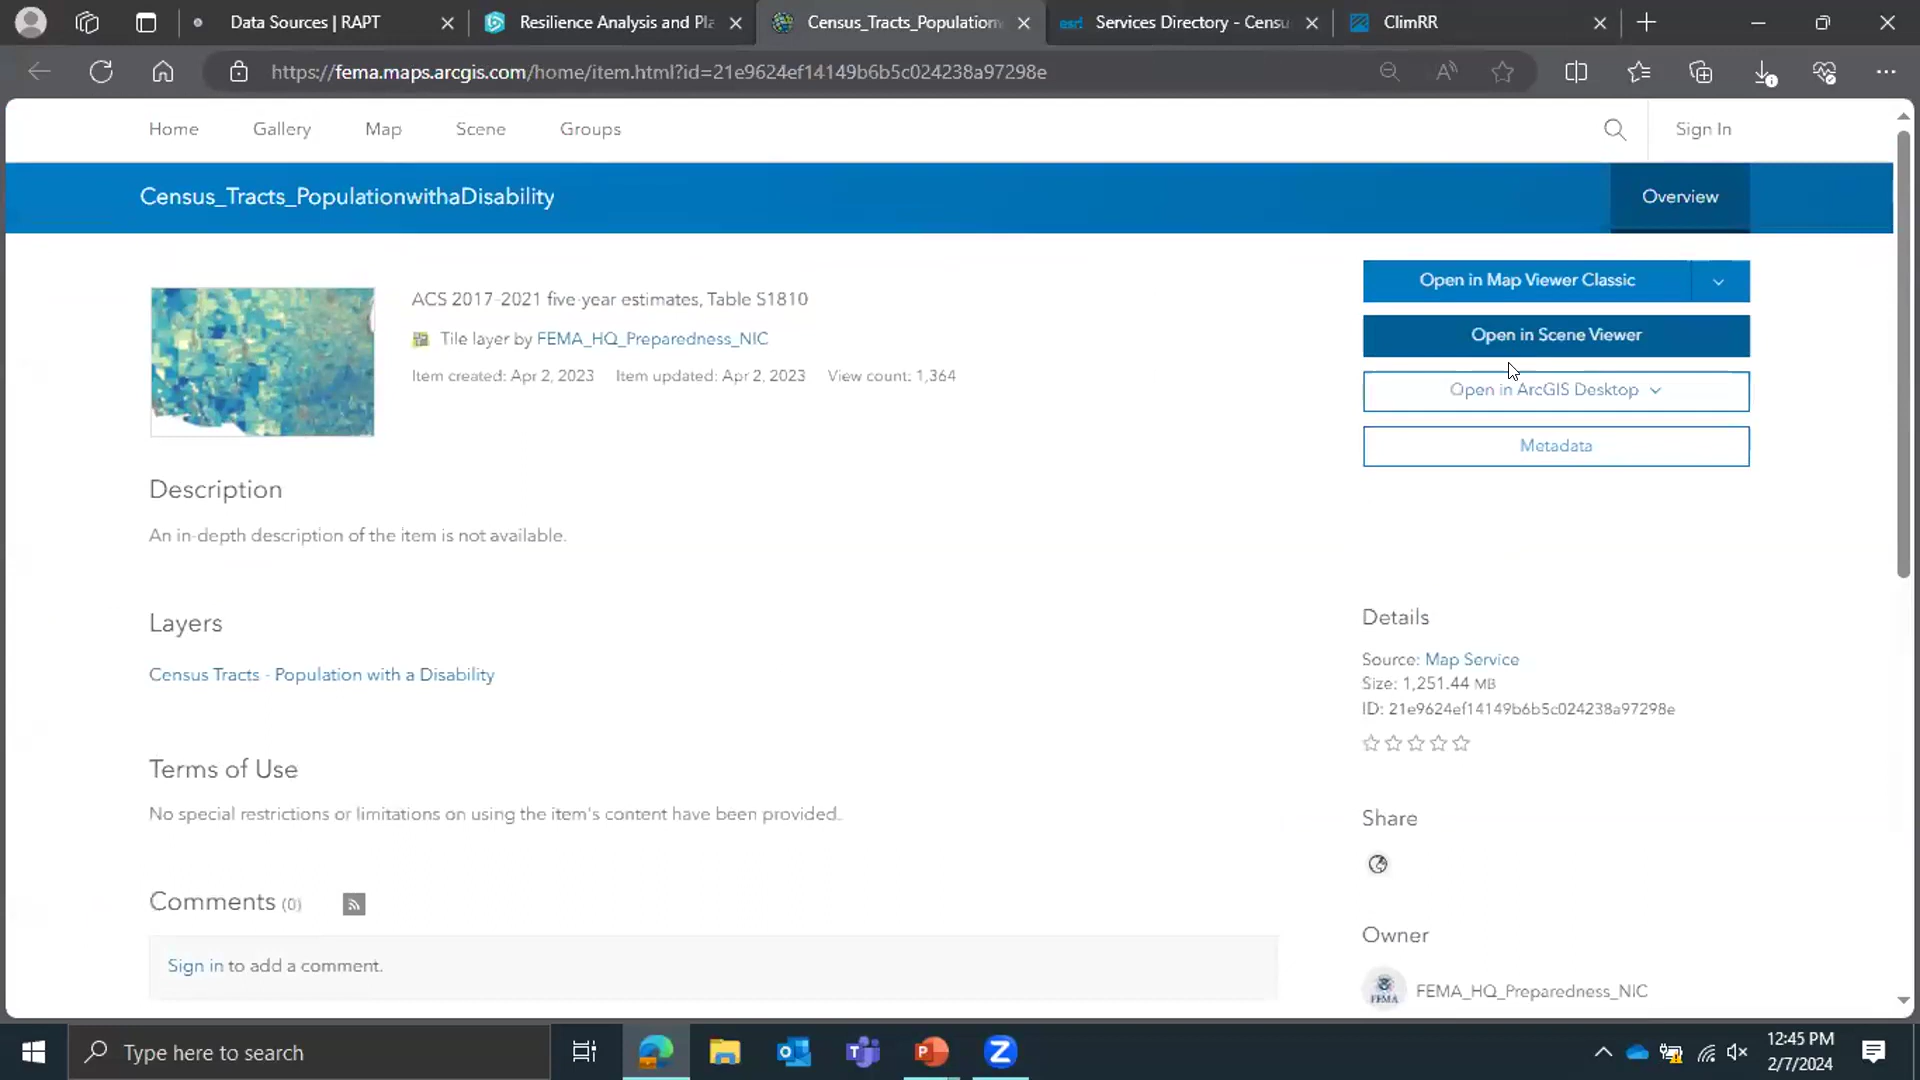 Data Sources | RAPT
Resilience Analysis and Pla
Census_Tracts_Population
esri Services Directory - Censu
ClimRR
https://fema.maps.arcgis.com/home/item.html?id=21e9624ef14149b6b5c024238a97298e
Home Gallery Map Scene Groups
Sign In
Census_Tracts_PopulationwithaDisability
Overview
ACS 2017-2021 five-year estimates, Table S1810
Tile layer by FEMA_HQ_Preparedness_NIC
Item created: Apr 2, 2023 Item updated: Apr 2, 2023 View count: 1,364
Open in Map Viewer Classic
Open in Scene Viewer
Open in ArcGIS Desktop
Metadata
Description
An in-depth description of the item is not available.
Layers
Census Tracts - Population with a Disability
Terms of Use
No special restrictions or limitations on using the item's content have been provided.
Comments (0)
Sign in to add a comment.
Details
Source: Map Service
Size: 1,251.44 MB
ID: 21e9624ef14149b6b5c024238a97298e
Share
Owner
FEMA
FEMA_HQ_Preparedness_NIC
Type here to search
12:45 PM
2/7/2024